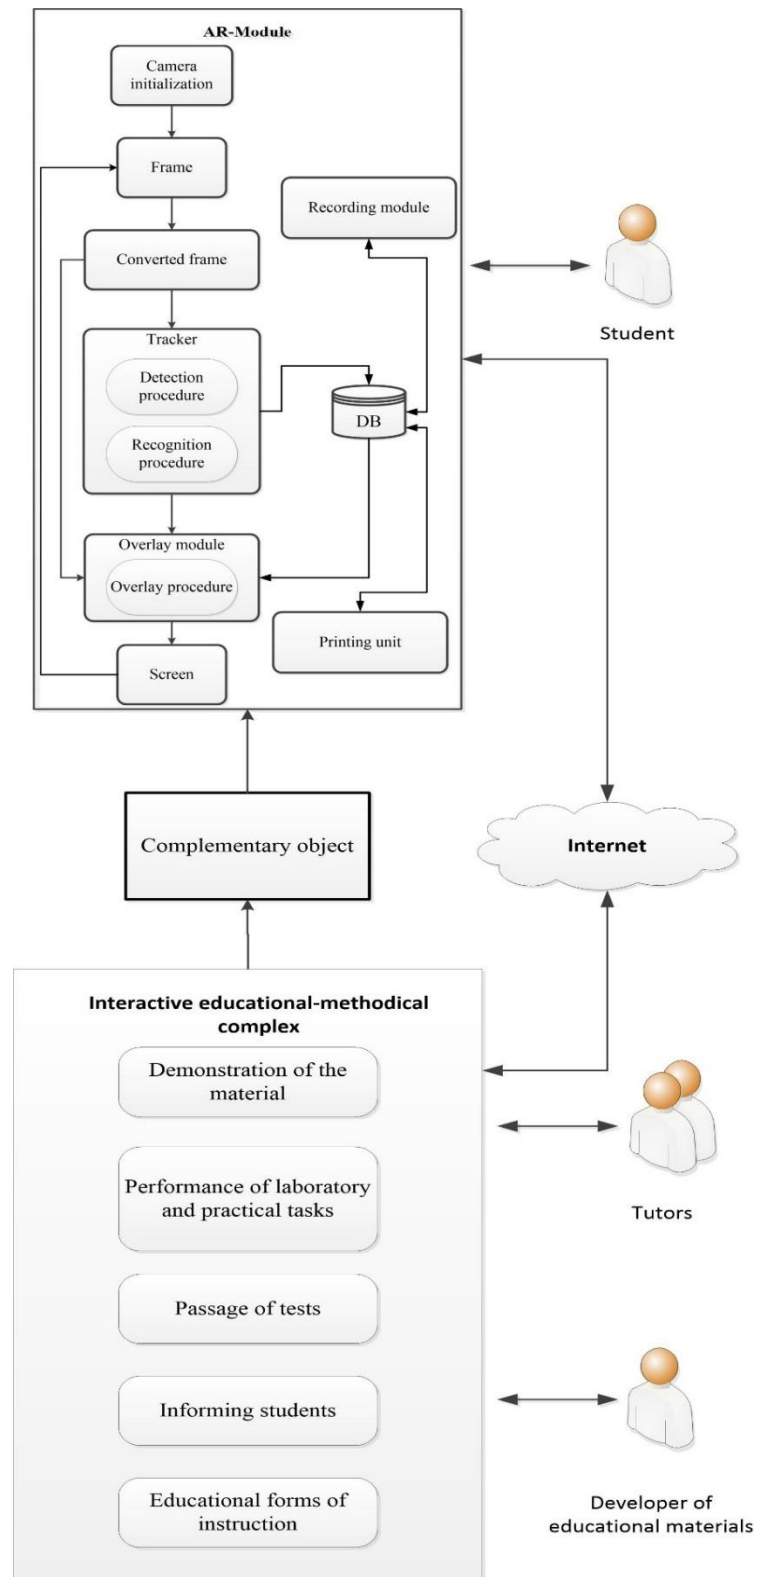 AR-Module
Camera
initialization
Frame
Recording module
Converted frame
Student
Tracker
Detection
procedure
DB
Recognition
procedure
Overlay module
Overlay procedure
Printing unit
Screen
Complementary object
Internet
Interactive educational-methodical
complex
Demonstration of the
material
Performance of laboratory
and practical tasks
Tutors
Passage of tests
Informing students
Educational forms of
instruction
Developer of
educational materials